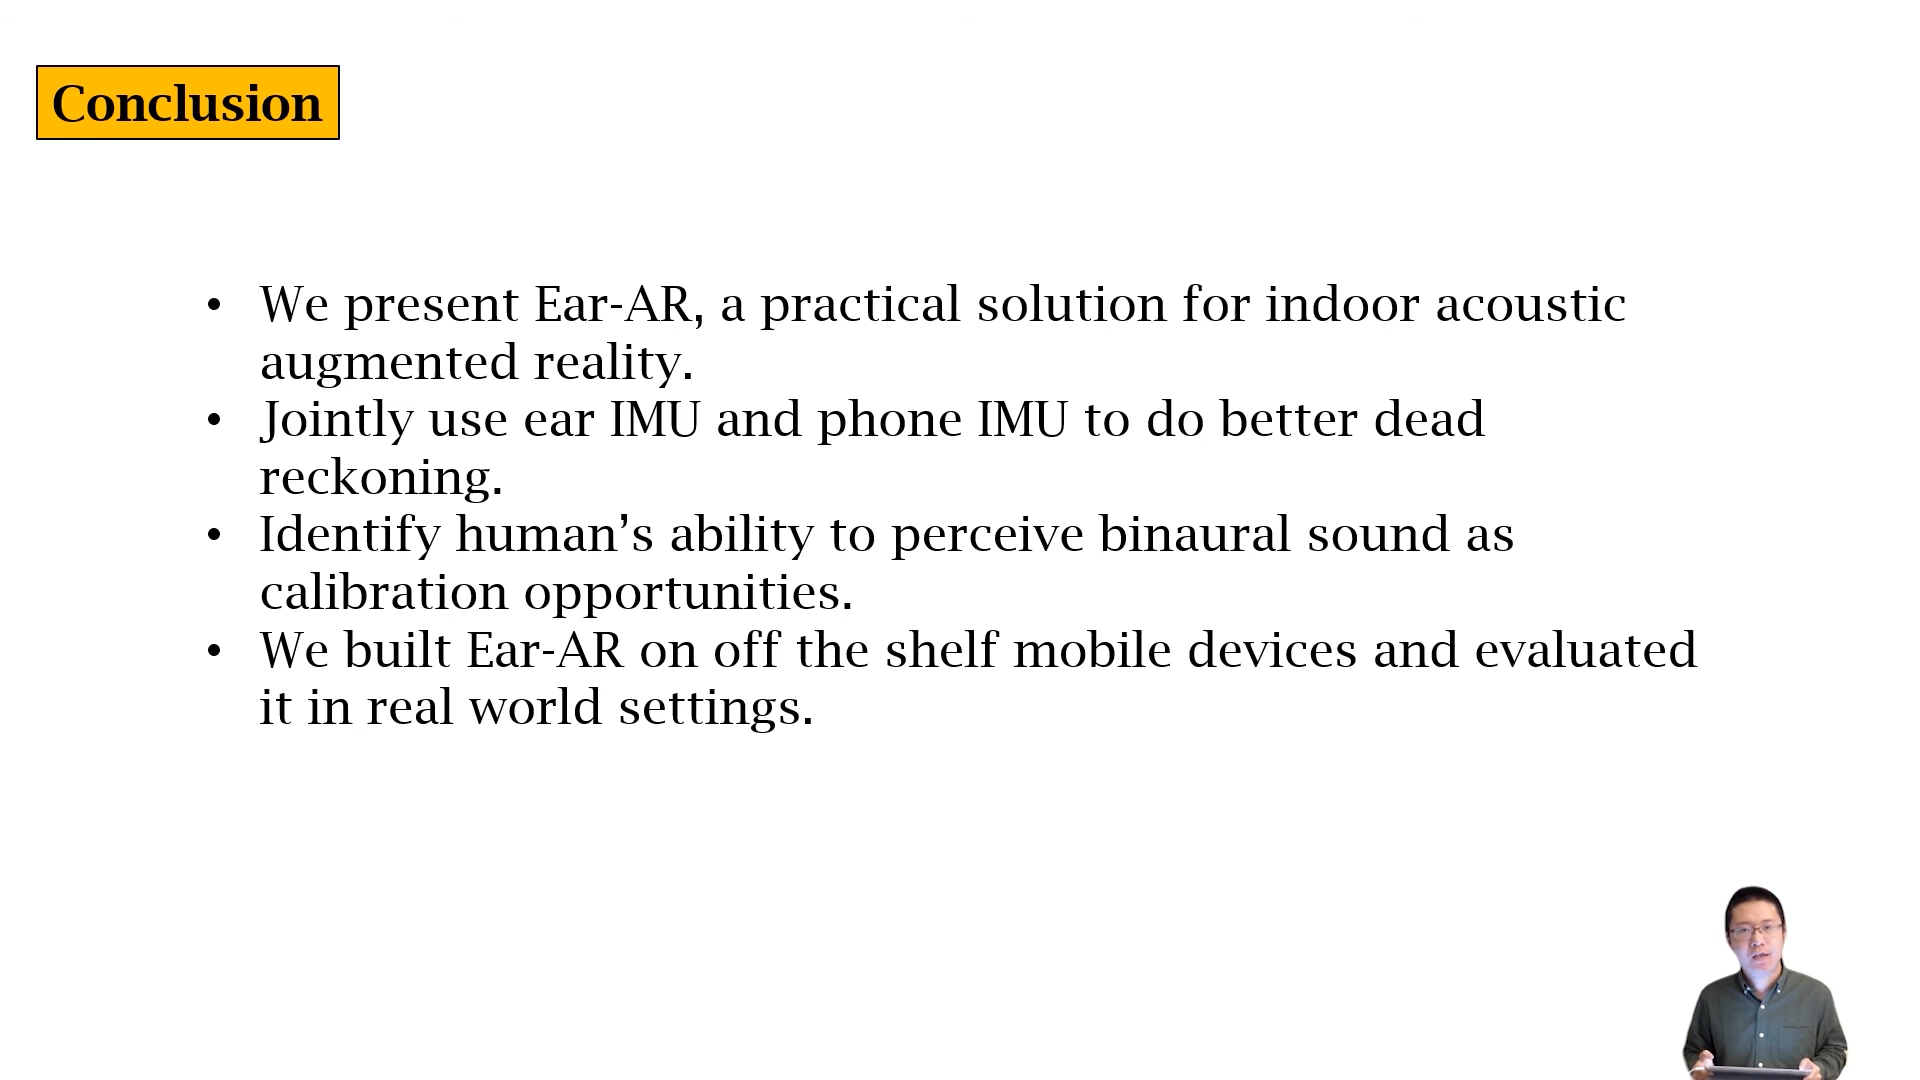 Conclusion
• We present Ear-AR, a practical solution for indoor acoustic
augmented reality.
• Jointly use ear IMU and phone IMU to do better dead
reckoning.
• Identify human’s ability to perceive binaural sound as
calibration opportunities.
• We built Ear-AR on off the shelf mobile devices and evaluated
it in real world settings.